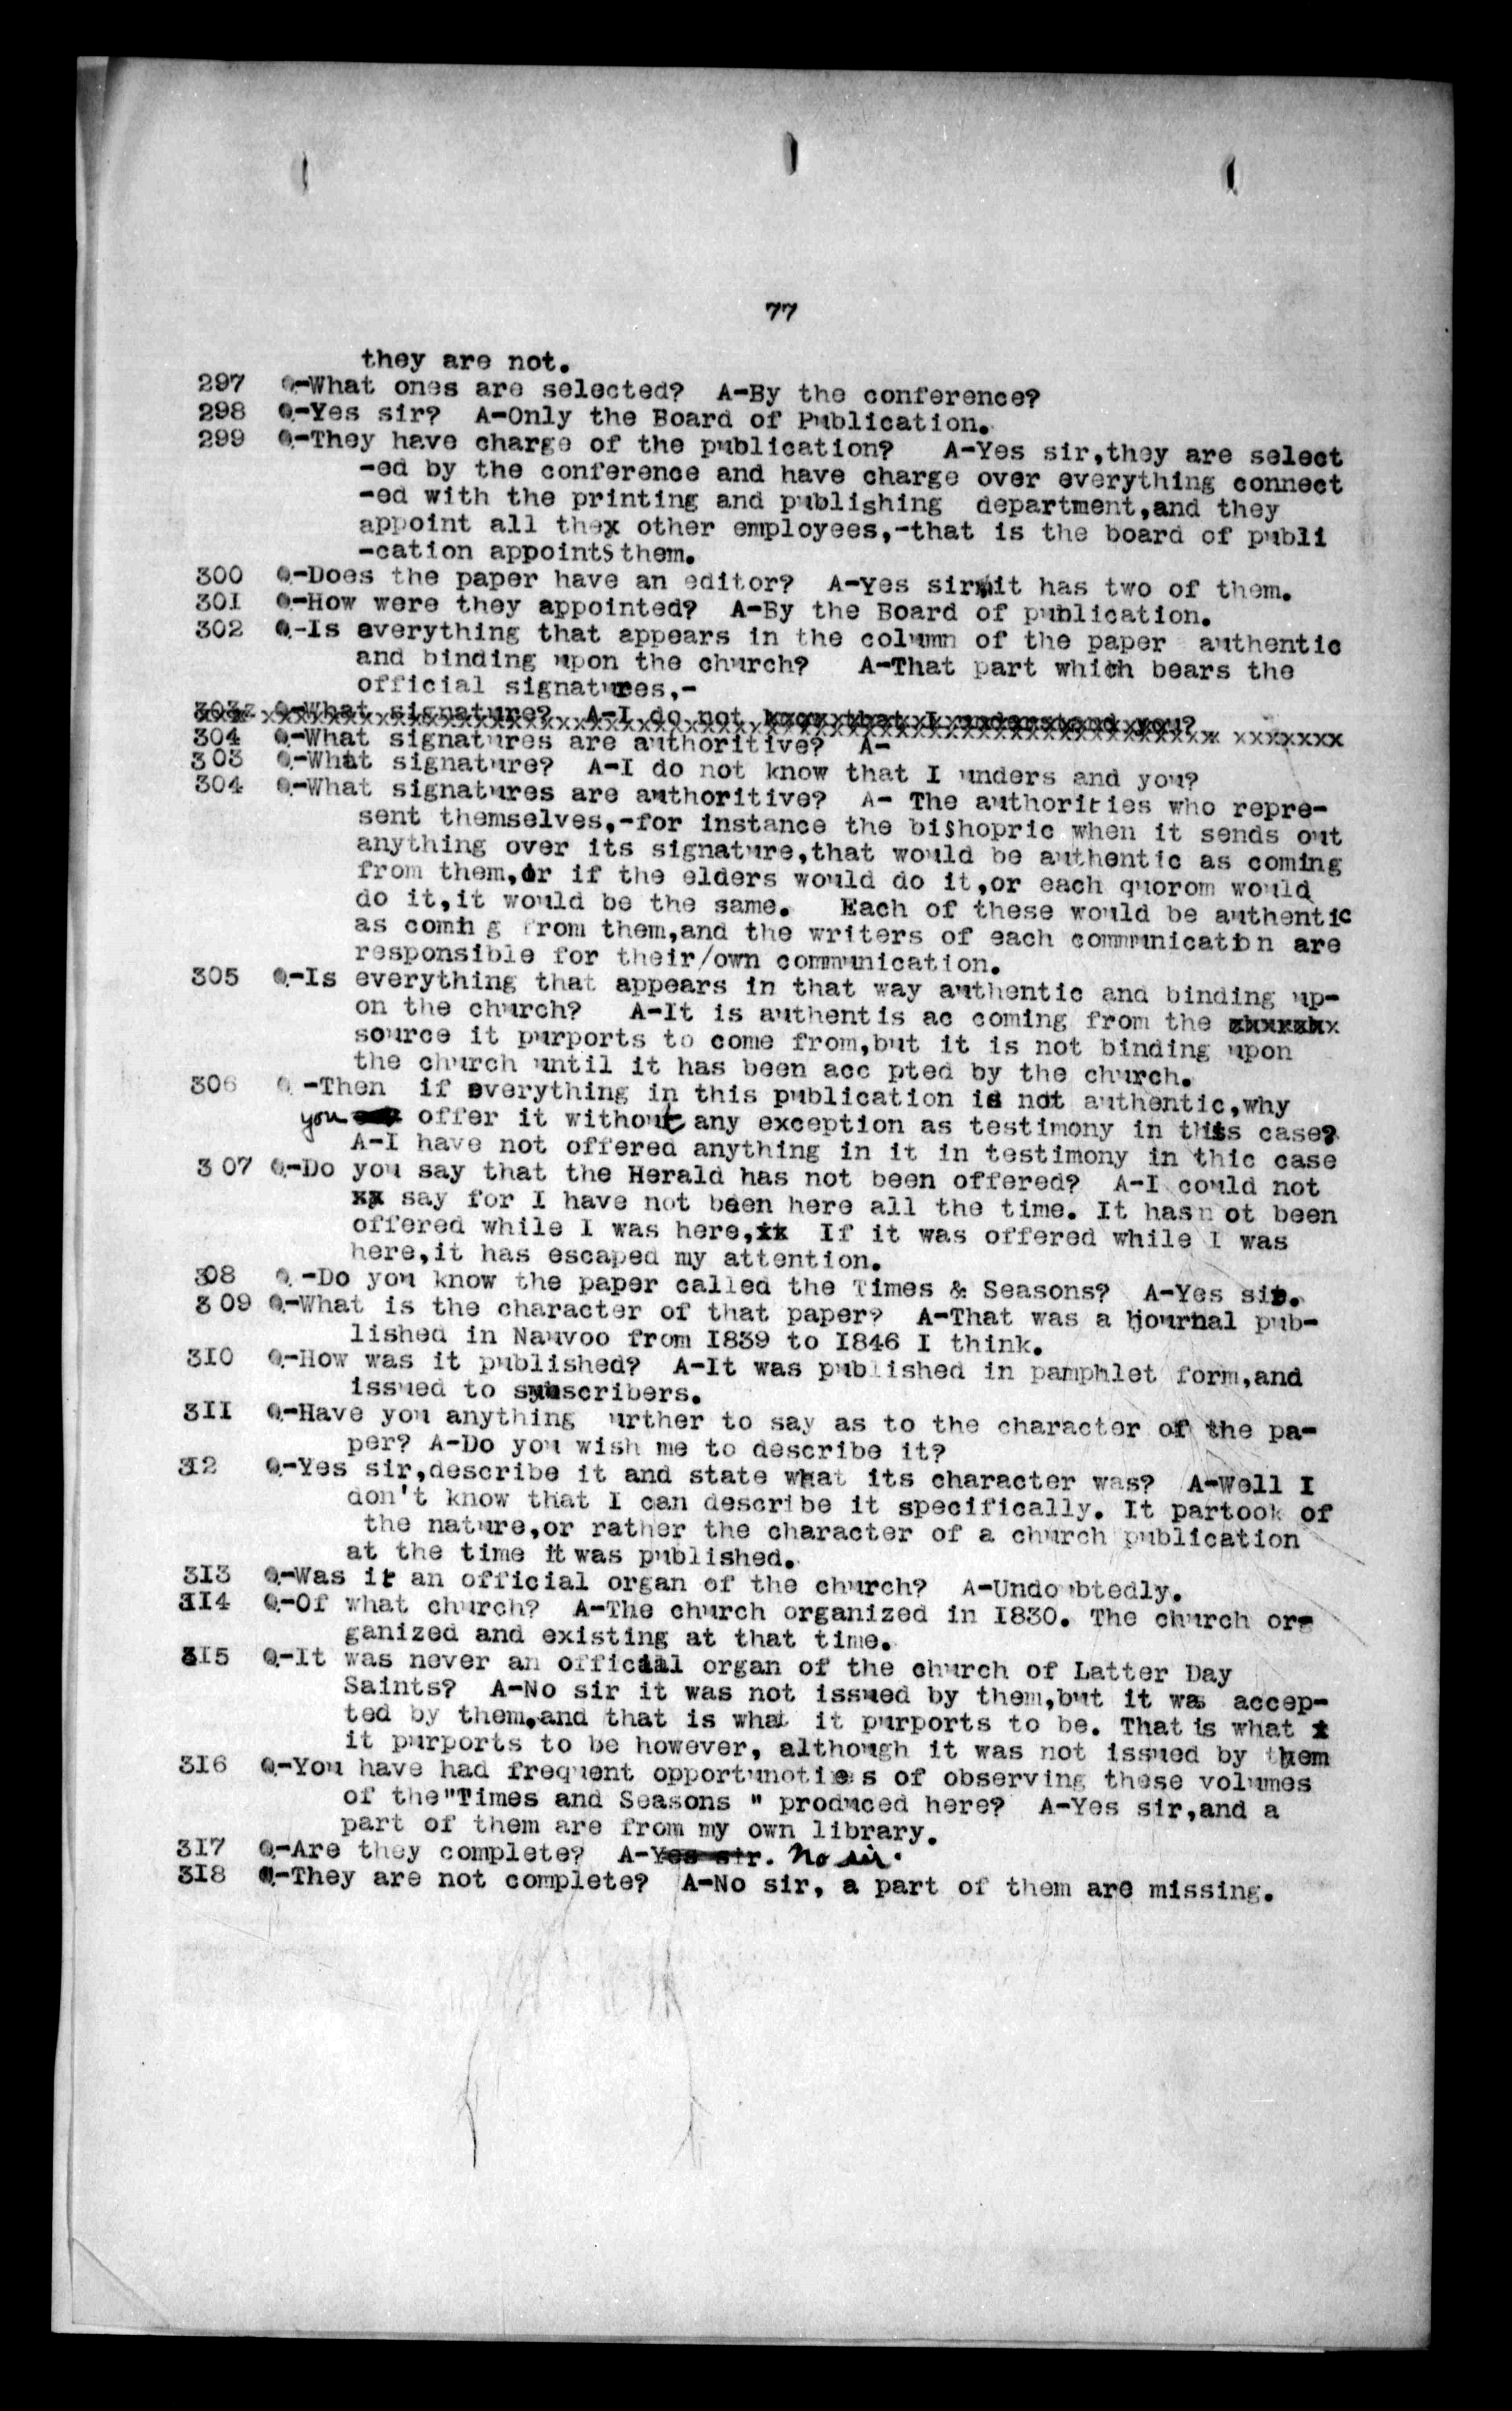 77
they are not.
297 Q-What ones are selected? A-By the conference?
298 Q-Yes sir? A-Only the Board of Publication.
299 Q-They have charge of the publication? A-Yes sir,they are select
-ed by the conference and have charge over everything connect
-ed with the printing and publishing department,and they
appoint all thex other employees,-that is the board of publi
-cation appoints them.
300 Q-Does the paper have an editor? A-Yes sir, it has two of them.
301 Q-How were they appointed? A-By the Board of publication.
302 Q-Is everything that appears in the column of the paper authentic
and binding upon the church? A-That part which bears the
official signatures,-
303 Q-What signature? A-I do not know that I understand you?
304 Q-What signatures are authoritive? A-
303 Q-What signature? A-I do not know that I unders and you?
304 Q-What signatures are authoritive? A- The authorities who repre-
sent themselves,-for instance the bishopric when it sends out
anything over its signature,that would be authentic as coming
from them,or if the elders would do it,or each quorom would
do it,it would be the same. Each of these would be authentic
as comin g from them,and the writers of each communication are
responsible for their/own communication.
305 Q-Is everything that appears in that way authentic and binding up-
on the church? A-It is authentis ac coming from the
source it purports to come from,but it is not binding upon
the church until it has been acc pted by the church.
306 Q-Then if everything in this publication is not authentic,why
you offer it without any exception as testimony in this case?
A-I have not offered anything in it in testimony in thic case
307 Q-Do you say that the Herald has not been offered? A-I could not
xx say for I have not been here all the time. It hasn ot been
offered while I was here,xx If it was offered while I was
here,it has escaped my attention.
308 Q-Do you know the paper called the Times & Seasons? A-Yes sir.
309 Q-What is the character of that paper? A-That was a journal pub-
lished in Nauvoo from 1839 to 1846 I think.
310 Q-How was it published? A-It was published in pamphlet form,and
issued to subscribers.
311 Q-Have you anything urther to say as to the character of the pa-
per? A-Do you wish me to describe it?
312 Q-Yes sir,describe it and state what its character was? A-Well I
don't know that I can describe it specifically. It partook of
the nature,or rather the character of a church publication
at the time it was published.
313 Q-Was it an official organ of the church? A-Undoubtedly.
314 Q-Of what church? A-The church organized in 1830. The church or-
ganized and existing at that time.
315 Q-It was never an official organ of the church of Latter Day
Saints? A-No sir it was not issued by them,but it was accep-
ted by them,and that is what it purports to be. That is what x
it purports to be however, although it was not issued by them
316 Q-You have had frequent opportunoties of observing these volumes
of the"Times and Seasons " produced here? A-Yes sir,and a
part of them are from my own library.
317 Q-Are they complete? A-Yes sir. No sir.
318 Q-They are not complete? A-No sir, a part of them are missing.